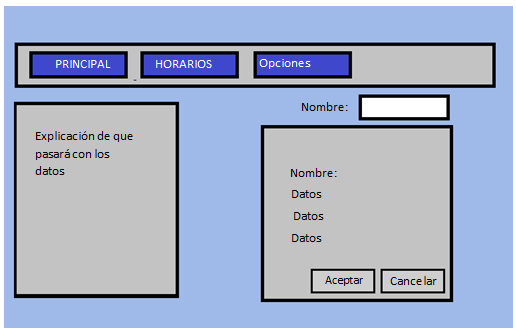 PRINCIPAL
HORARIOS
Opciones
Nombre:
Explicación de que
pasará con los
datos
Nombre:
Datos
Datos
Datos
Aceptar
Cancelar